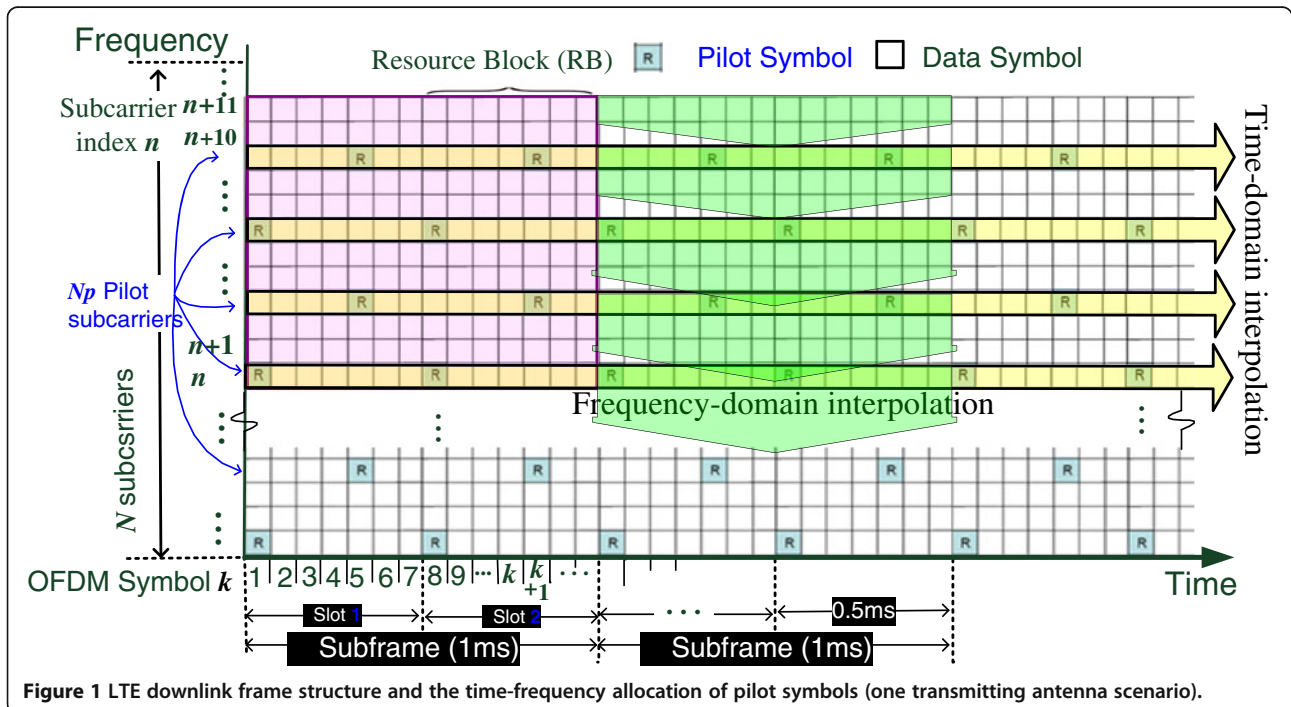 Frequency
Resource Block (RB) R Pilot Symbol Data Symbol
Subcarrier
index n
n+11
n+10
R R R R R
R R R R R R
Np Pilot
subcarriers
R R R R R
n+1
n
R R R R R R
Frequency-domain interpolation
Time-domain interpolation
N subcsrriers
R R R R R
R R R R R R
OFDM Symbol k
1 2 3 4 5 6 7 8 9 ... k k+1 ...
Time
Slot 1 Slot 2 ... 0.5ms
Subframe (1ms) Subframe (1ms)
Figure 1 LTE downlink frame structure and the time-frequency allocation of pilot symbols (one transmitting antenna scenario).